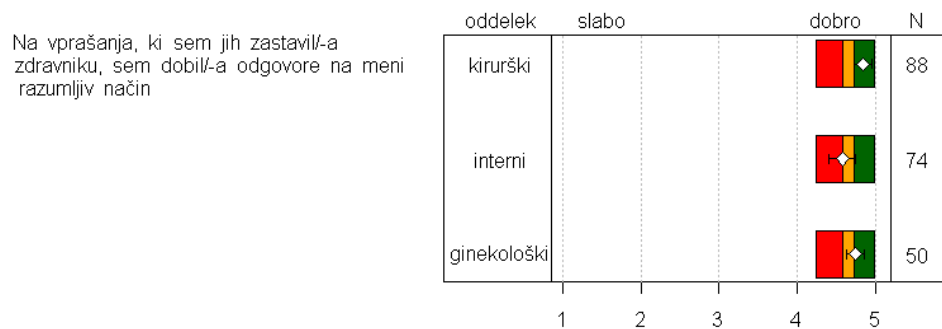 oddelek slabo dobro N
Na vprašanja, ki sem jih zastavil/-a
zdravniku, sem dobil/-a odgovore na meni
razumljiv način
kirurški 88
interni 74
ginekološki 50
1 2 3 4 5